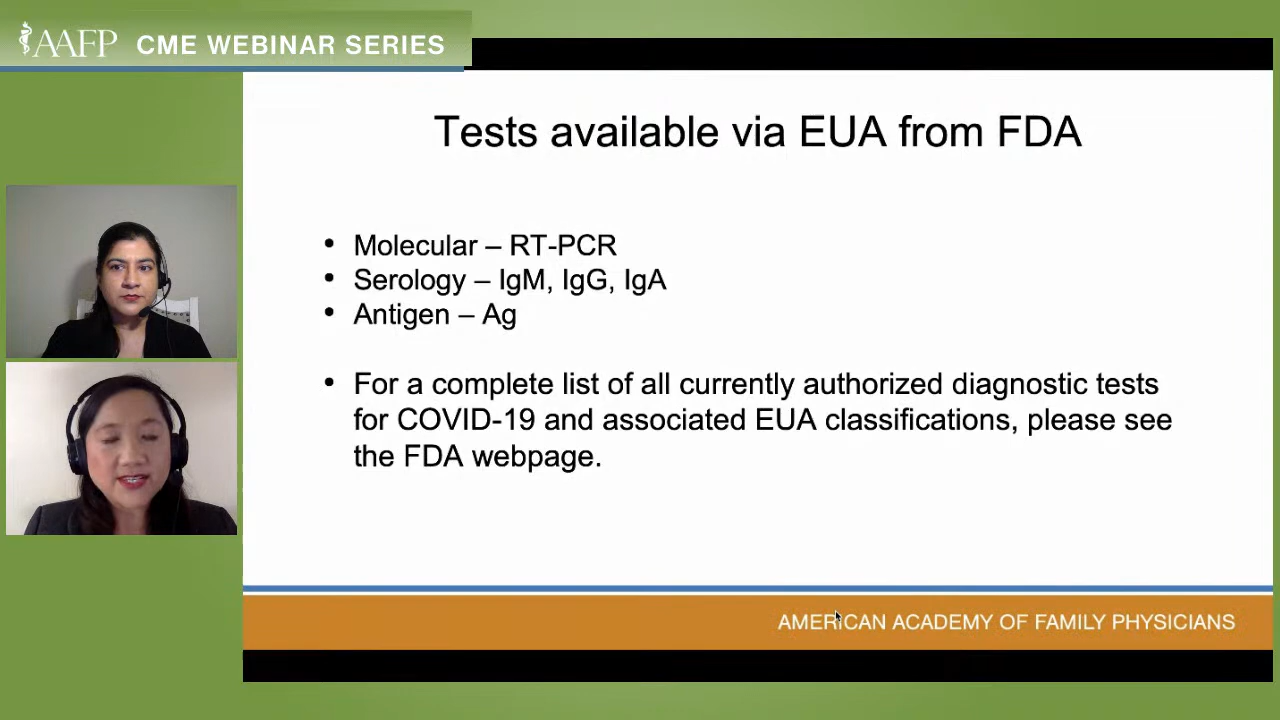 AAFP CME WEBINAR SERIES
Tests available via EUA from FDA
• Molecular – RT-PCR
• Serology – IgM, IgG, IgA
• Antigen – Ag
• For a complete list of all currently authorized diagnostic tests
for COVID-19 and associated EUA classifications, please see
the FDA webpage.
AMERICAN ACADEMY OF FAMILY PHYSICIANS